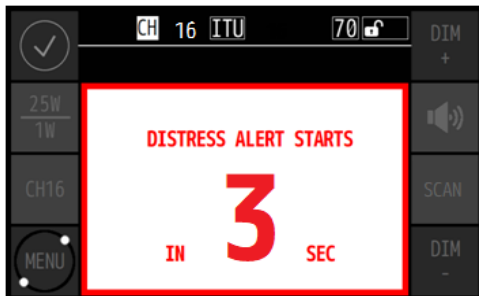 CH 16 ITU 70
DIM
+
25W
1W
DISTRESS ALERT STARTS
CH16
SCAN
IN 3 SEC
MENU
DIM
-